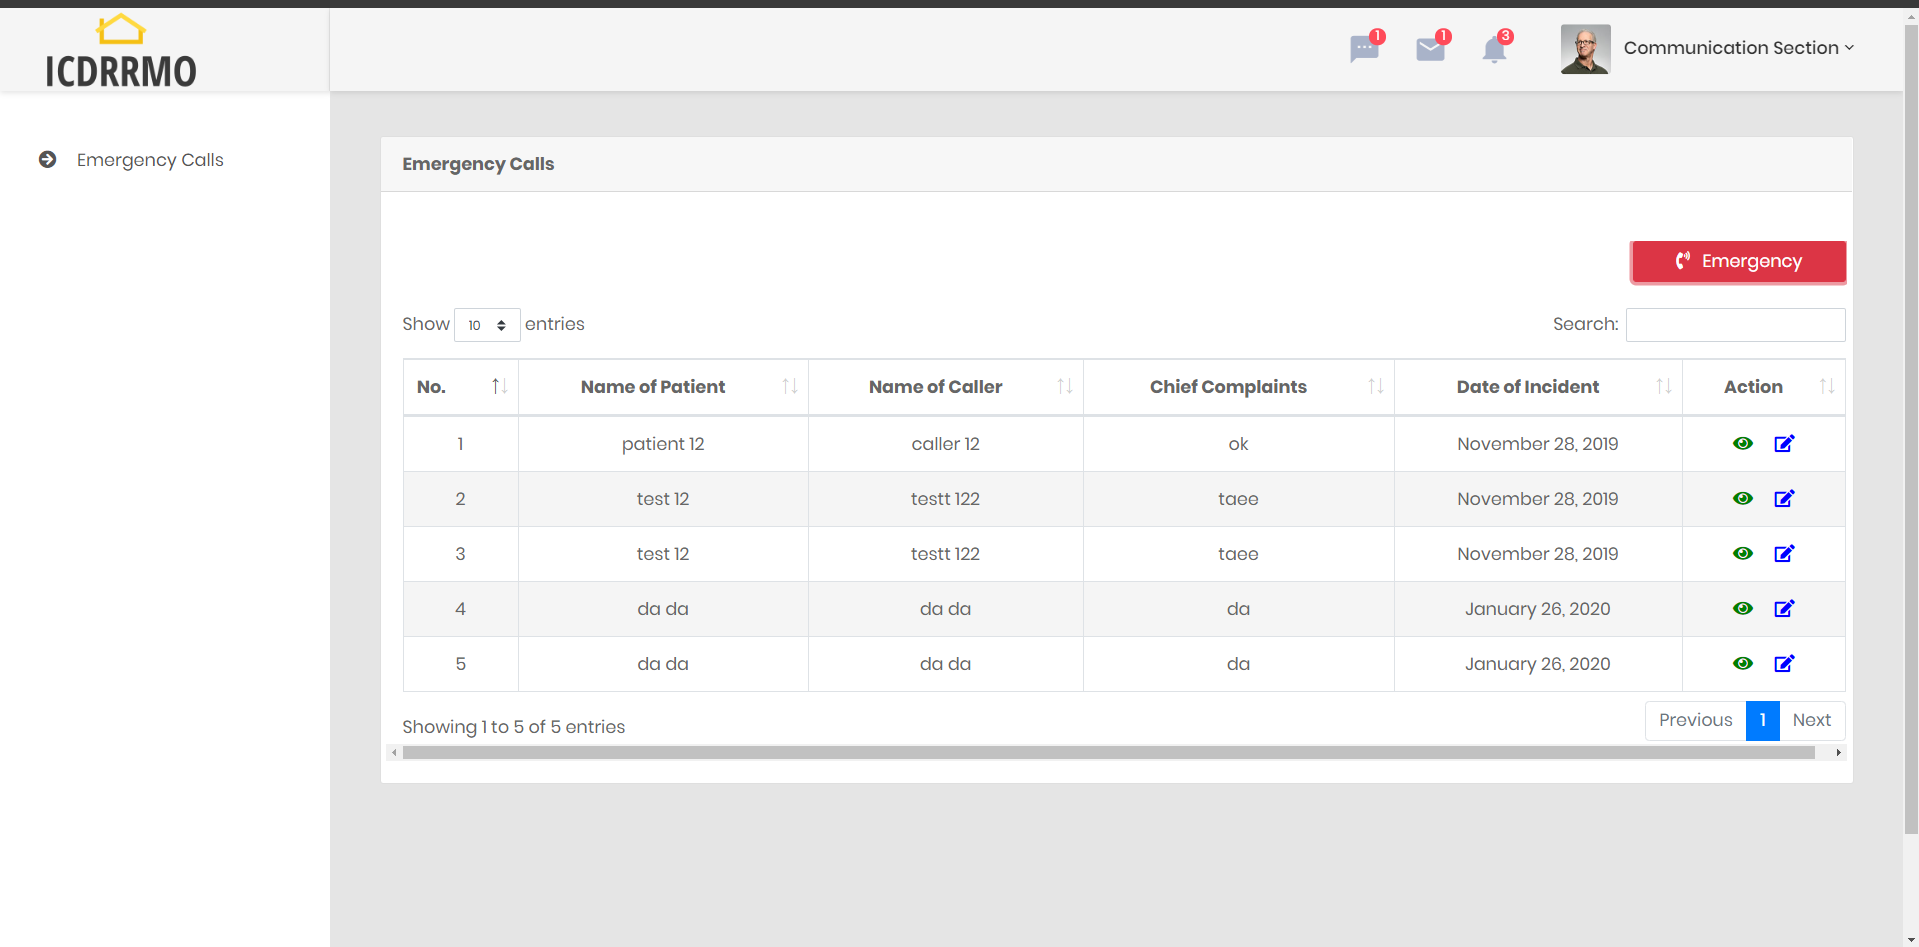 ICDRRMO
1 1 3 Communication Section
Emergency Calls
Emergency Calls
Emergency
Show 10 entries Search:
No. Name of Patient Name of Caller Chief Complaints Date of Incident Action
1 patient 12 caller 12 ok November 28, 2019
2 test 12 testt 122 taee November 28, 2019
3 test 12 testt 122 taee November 28, 2019
4 da da da da da January 26, 2020
5 da da da da da January 26, 2020
Showing 1 to 5 of 5 entries Previous 1 Next